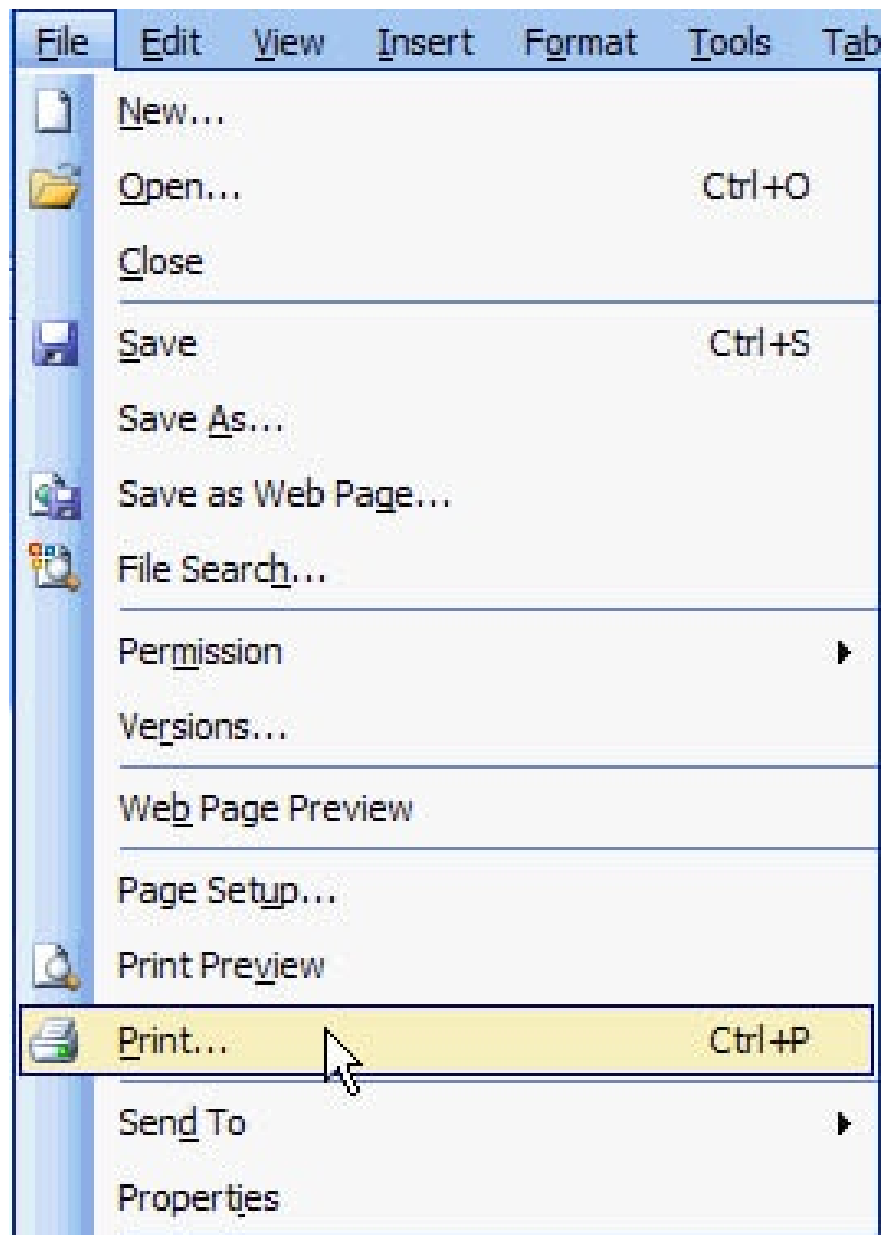 File Edit View Insert Format Tools Tab
New...
Open... Ctrl+O
Close
Save Ctrl+S
Save As...
Save as Web Page...
File Search...
Permission
Versions...
Web Page Preview
Page Setup...
Print Preview
Print... Ctrl+P
Send To
Properties